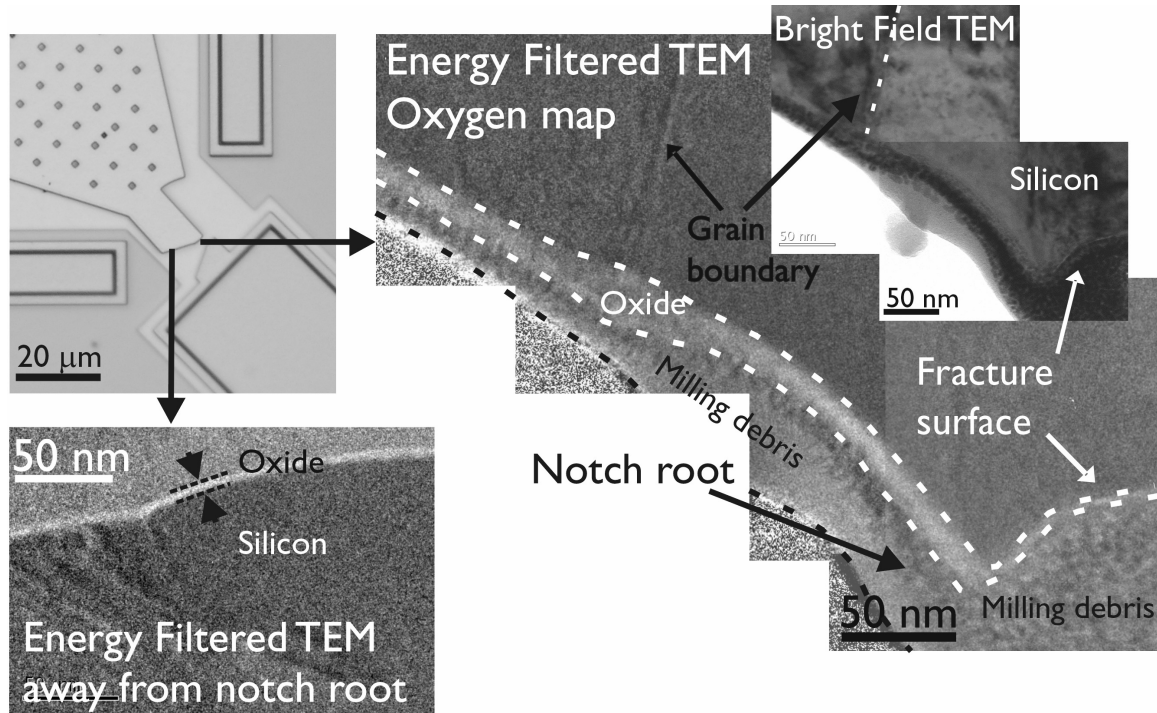 20 μm
Energy Filtered TEM
Oxygen map
Bright Field TEM
Grain
boundary
Silicon
50 nm
50 nm
Oxide
Milling debris
Fracture
surface
Notch root
50 nm
Milling debris
50 nm
Oxide
Silicon
Energy Filtered TEM
away from notch root